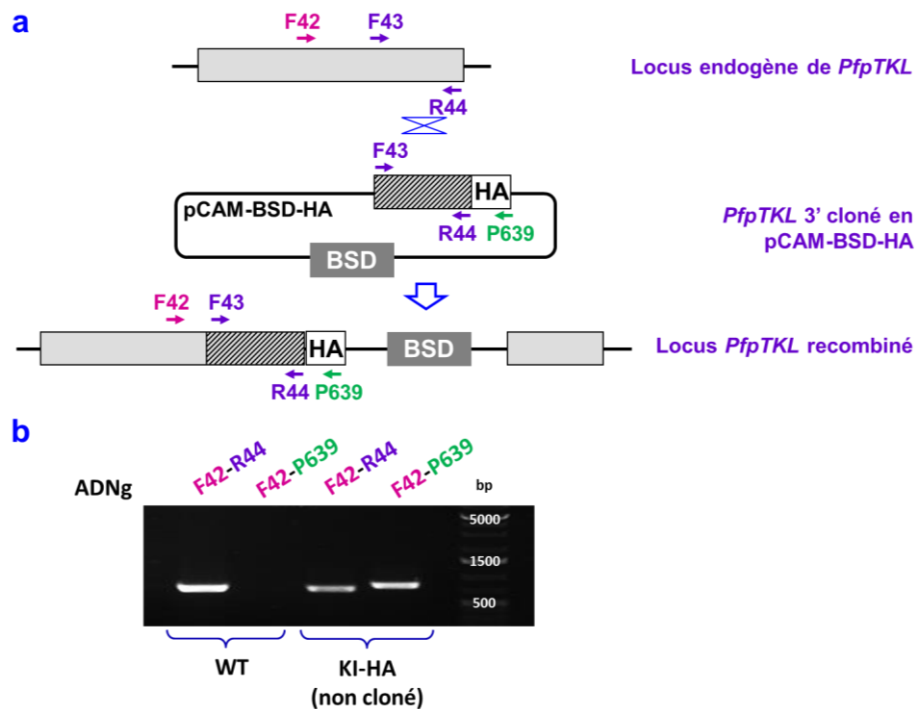 a
F42 F43
Locus endogène de PfpTKL
R44
F43
pCAM-BSD-HA
HA
R44 P639
PfpTKL 3' cloné en
pCAM-BSD-HA
BSD
F42 F43
HA
BSD
Locus PfpTKL recombiné
R44 P639
b
ADNg
F42-R44
F42-P639
F42-R44
F42-P639
bp
5000
1500
500
WT
KI-HA
(non cloné)